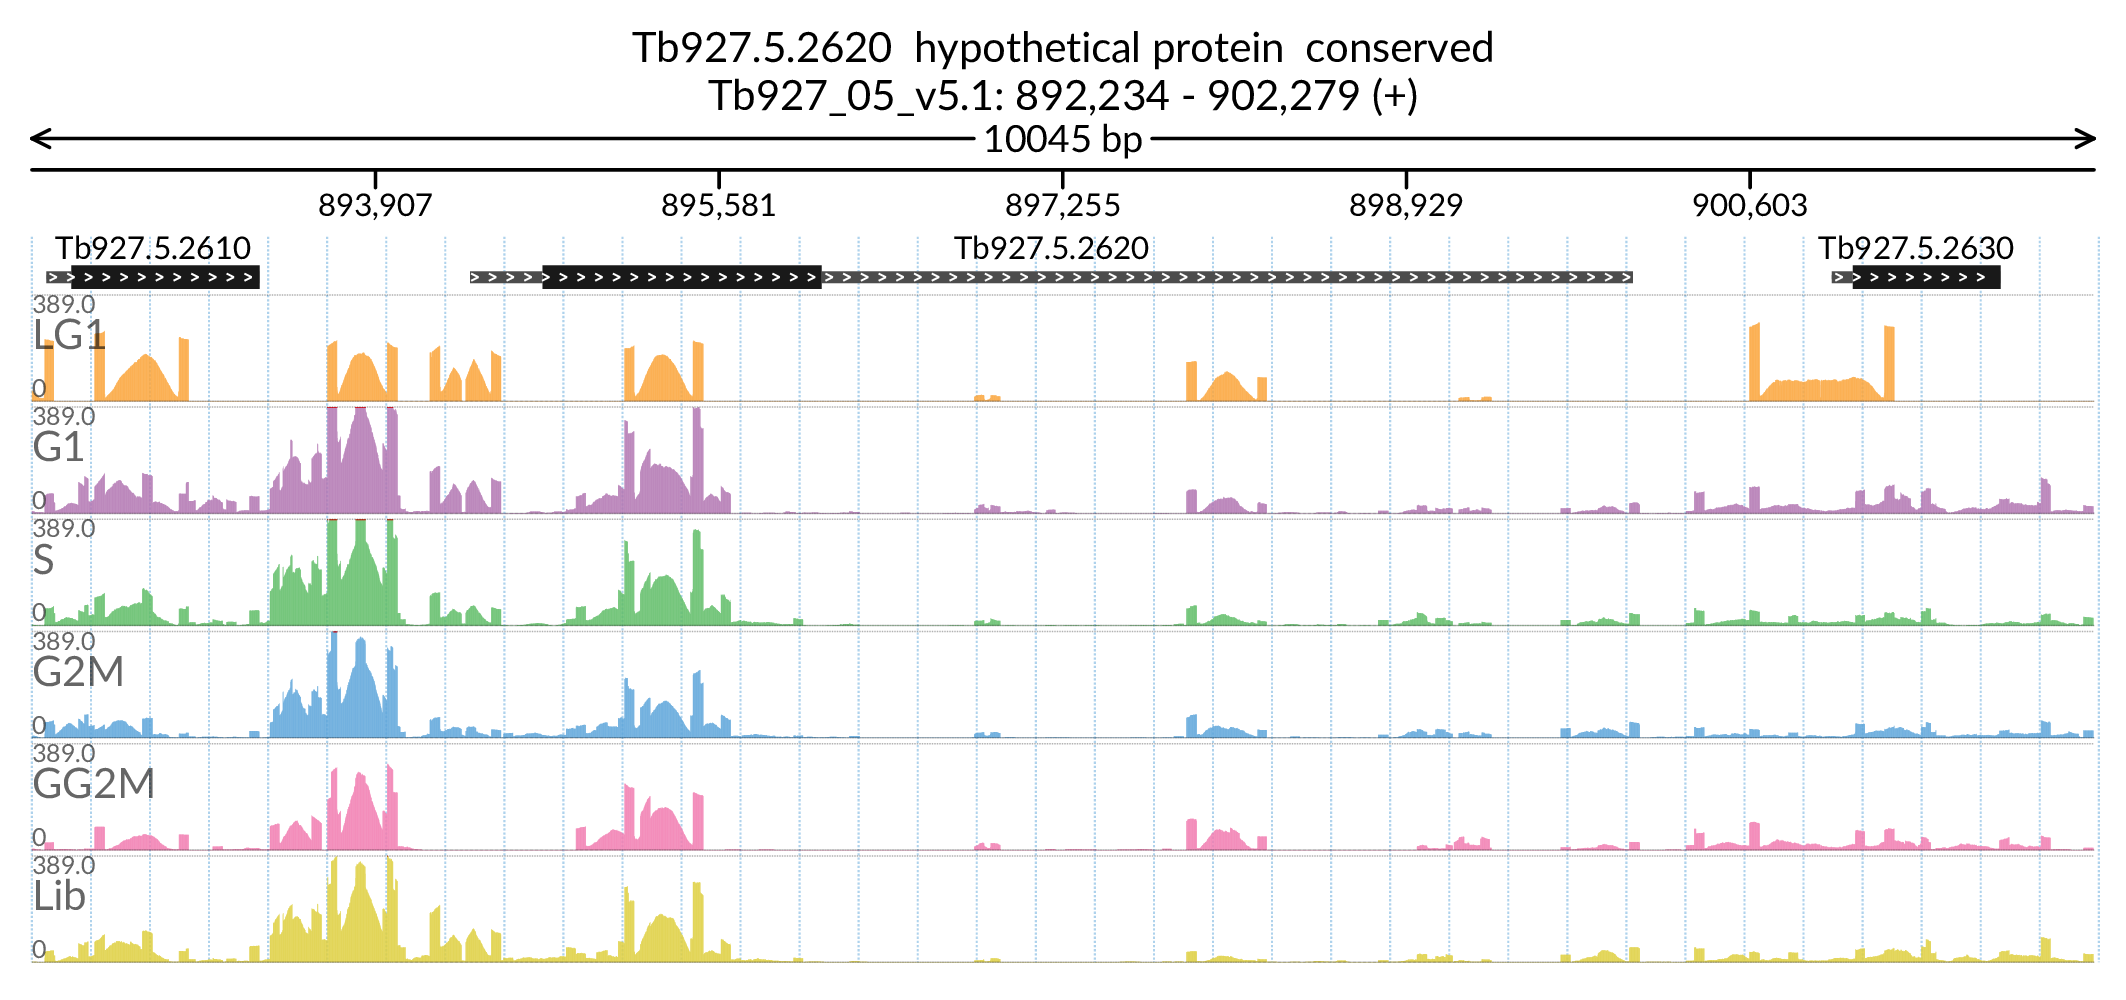 Tb927.5.2620 hypothetical protein conserved
Tb927_05_v5.1: 892,234 - 902,279 (+)
10045 bp
893,907 895,581 897,255 898,929 900,603
Tb927.5.2610 Tb927.5.2620 Tb927.5.2630
389.0
LG1
0
389.0
G1
0
389.0
S
0
389.0
G2M
0
389.0
GG2M
0
389.0
Lib
0